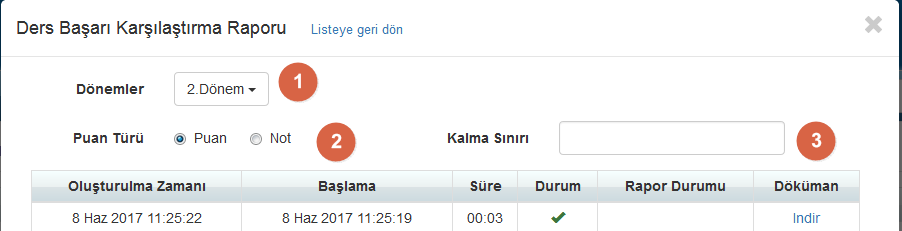 Ders Başarı Karşılaştırma Raporu Listeye geri dön ×
Dönemler 2.Dönem 1
Puan Türü Puan Not 2 Kalma Sınırı 3
Oluşturulma Zamanı Başlama Süre Durum Rapor Durumu Döküman
8 Haz 2017 11:25:22 8 Haz 2017 11:25:19 00:03 ✓ Indir